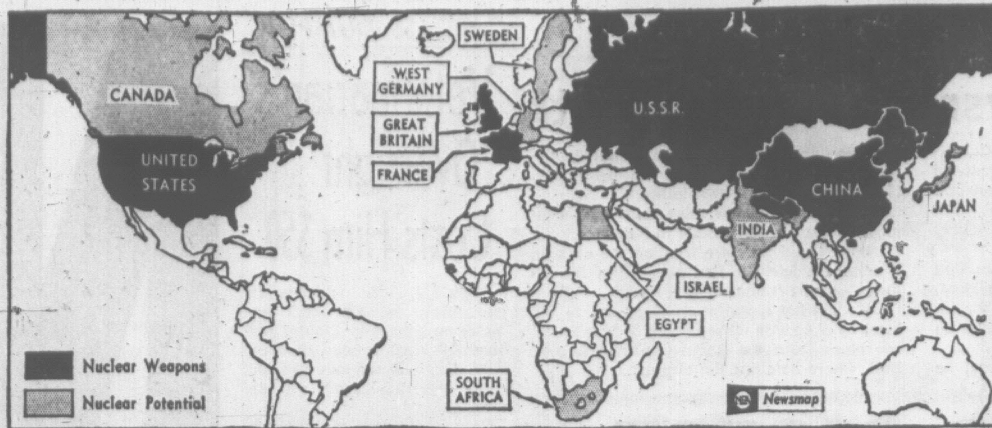 SWEDEN
WEST
GERMANY
CANADA
U.S.S.R.
GREAT
BRITAIN
UNITED
STATES
FRANCE
CHINA
JAPAN
INDIA
ISRAEL
EGYPT
Nuclear Weapons
SOUTH
AFRICA
Nuclear Potential
NEA Newsmap